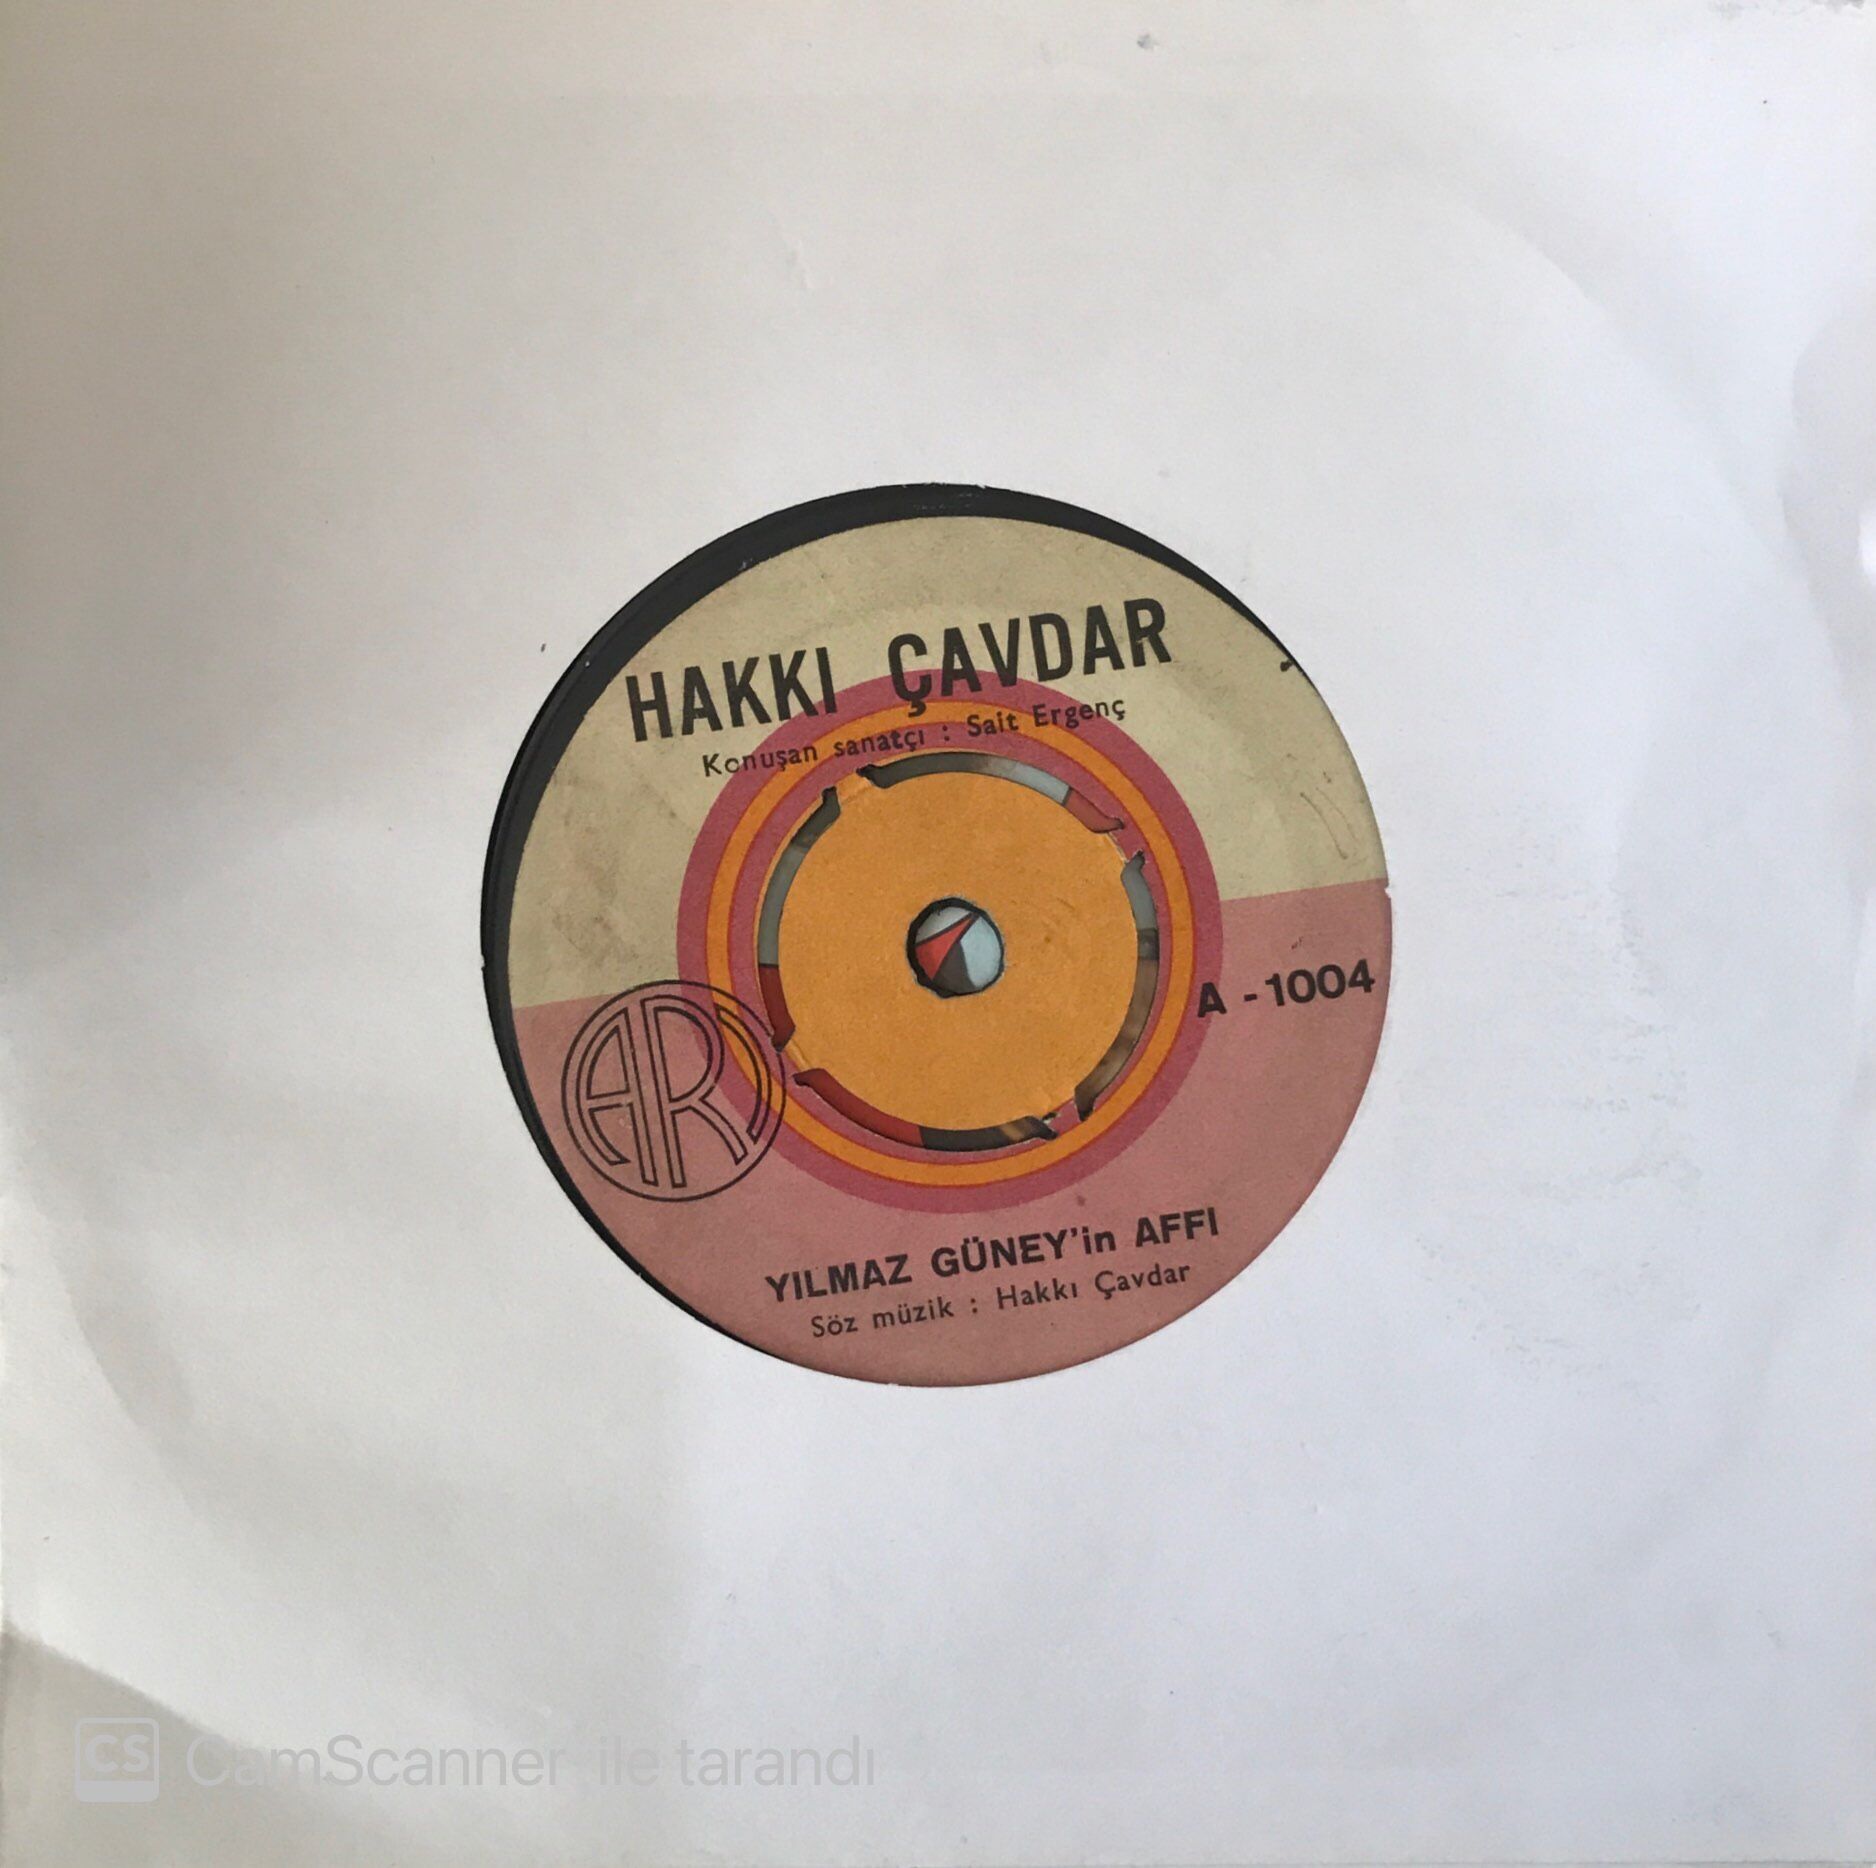 HAKKI ÇAVDAR
Konuşan sanatçı : Sait Ergenç
A - 1004
ARI
YILMAZ GÜNEY'in AFFI
Söz müzik : Hakkı Çavdar
CS CamScanner ile tarandı